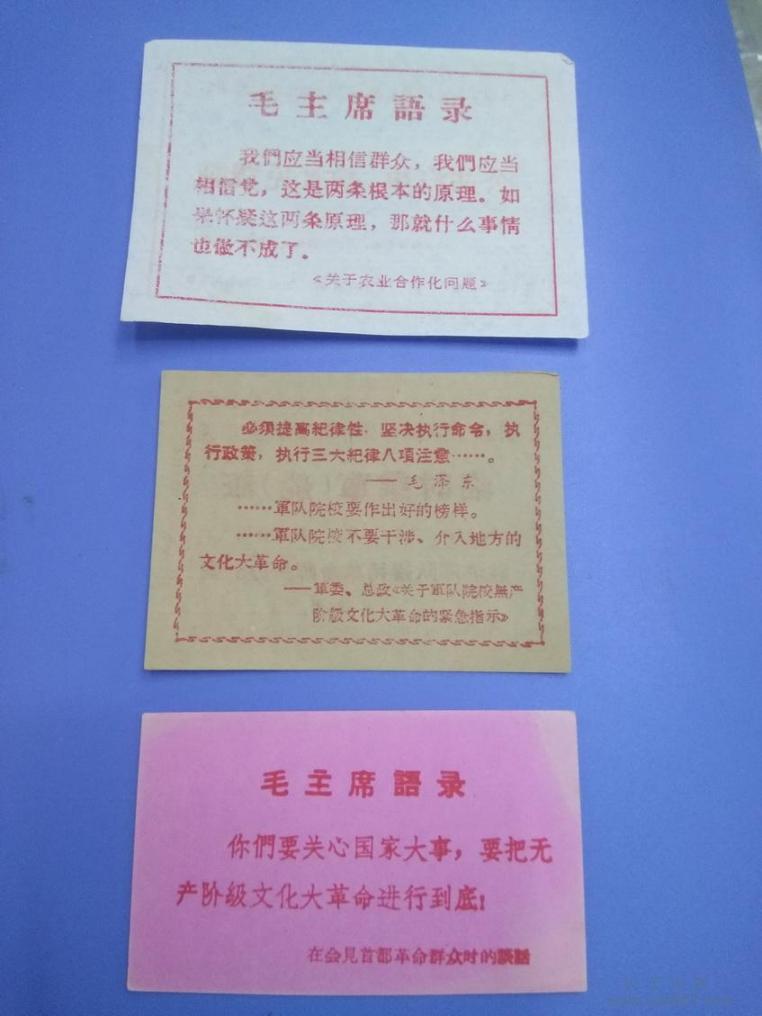 毛主席語录
我們应当相信群众，我們应当
相信党，这是两条根本的原理。如
果怀疑这两条原理，那就什么事情
也做不成了。
《关于农业合作化问题》
必须提高紀律性，坚决执行命令，执
行政策，执行三大紀律八項注意……。
——毛泽东
……軍队院校要作出好的榜样。
……軍队院校不要干涉、介入地方的
文化大革命。
——軍委、总政《关于軍队院校無产
阶級文化大革命的緊急指示》
毛主席語录
你們要关心国家大事，要把无
产阶级文化大革命进行到底！
在会見首都革命群众时的談話